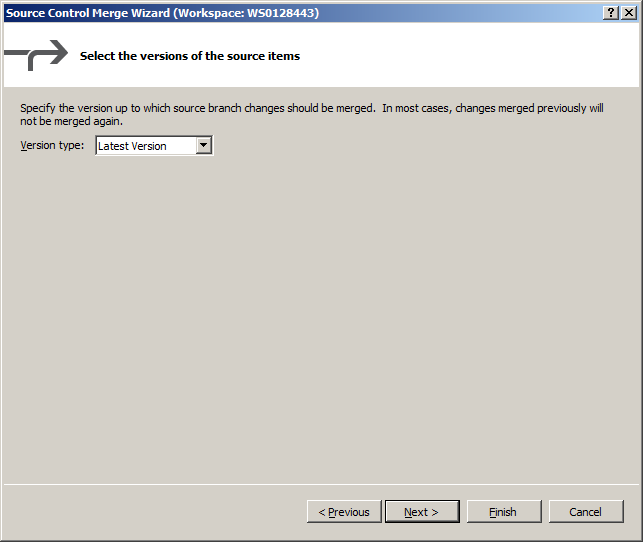 Source Control Merge Wizard (Workspace: WS0128443)
Select the versions of the source items
Specify the version up to which source branch changes should be merged.  In most cases, changes merged previously will
not be merged again.
Version type: Latest Version
< Previous Next > Finish Cancel